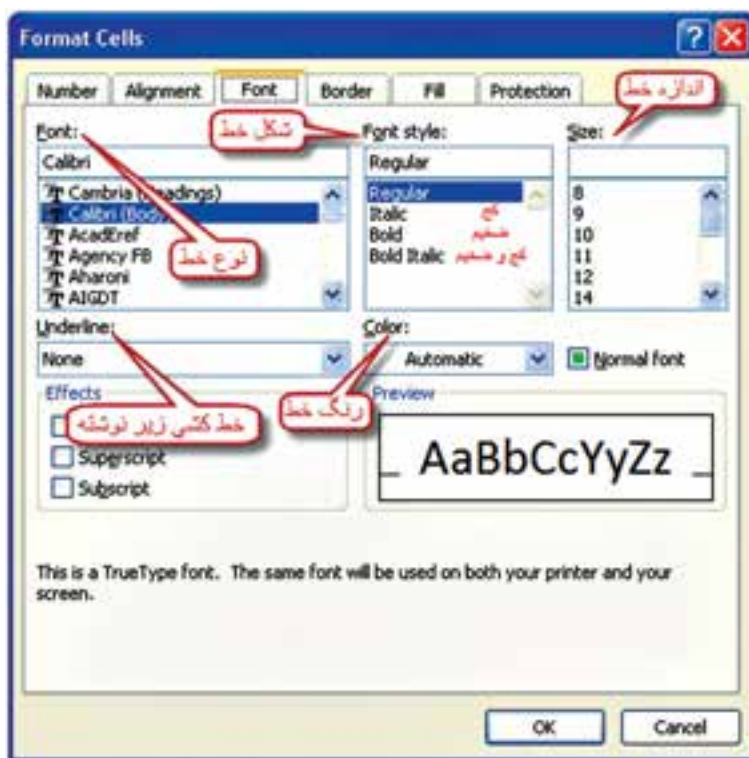 Format Cells
Number Alignment Font Border Fill Protection
اندازه خط
Font: شکل خط Font style: Size:
Calibri Regular
Cambria (Headings) Regular 8
Calibri (Body) Italic کج 9
AcadEref Bold ضخیم 10
Agency FB Bold Italic کج و ضخیم 11
Aharoni 12
AIGDT 14
نوع خط
Underline: Color:
None Automatic Normal font
Effects Preview
خط کشی زیر نوشته رنگ خط
Superscript AaBbCcYyZz
Subscript
This is a TrueType font. The same font will be used on both your printer and your
screen.
OK Cancel